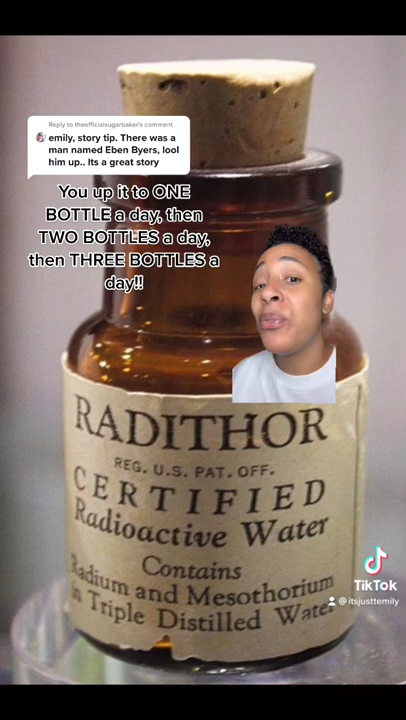 Reply to theofficialsugarbaker's comment
emily, story tip. There was a
man named Eben Byers, lool
him up.. Its a great story
You up it to ONE
BOTTLE a day, then
TWO BOTTLES a day,
then THREE BOTTLES a
day!!
RADITHOR
REG. U.S. PAT. OFF.
CERTIFIED
Radioactive Water
Contains
Radium and Mesothorium
in Triple Distilled Water
TikTok
@itsjusttemily